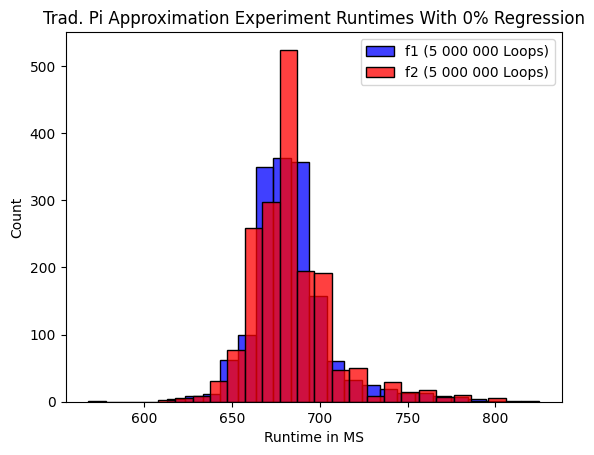 Trad. Pi Approximation Experiment Runtimes With 0% Regression
f1 (5 000 000 Loops)
f2 (5 000 000 Loops)
500
400
300
200
100
0
Count
600 650 700 750 800
Runtime in MS